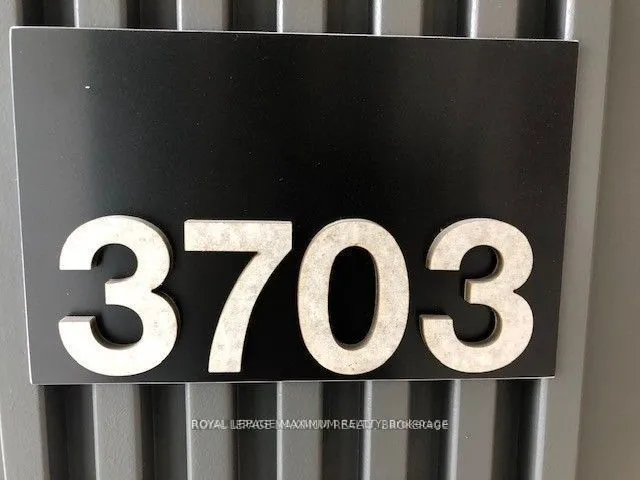 3703
ROYAL LEPAGE MAXIMUM REALTY BROKERAGE